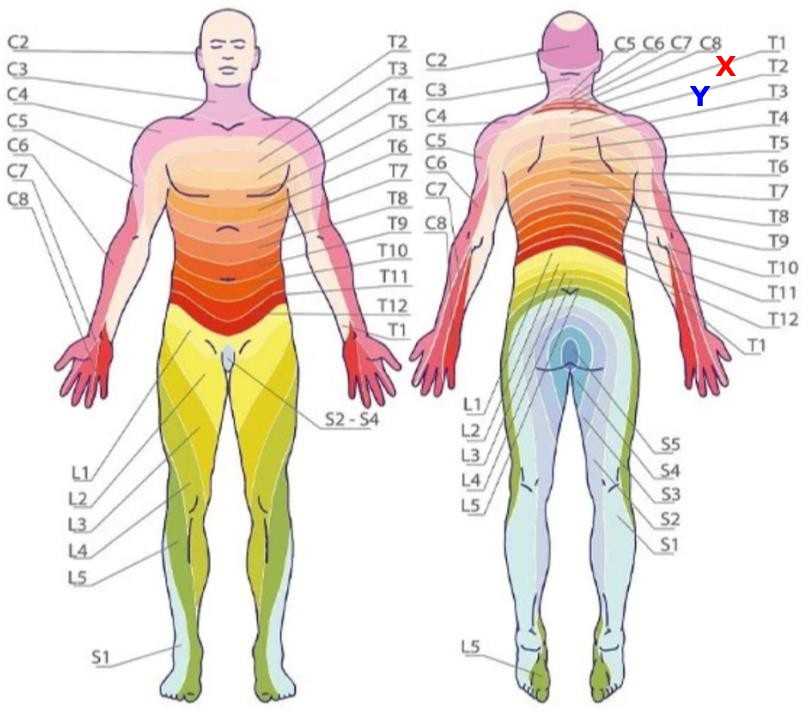 C2
C3
C4
C5
C6
C7
C8
T2
T3
T4
T5
T6
T7
T8
T9
T10
T11
T12
T1
S2 - S4
L1
L2
L3
L4
L5
S1
C2
C3
C4
C5
C6
C7
C8
C5 C6 C7 C8 T1
X
T2
Y
T3
T4
T5
T6
T7
T8
T9
T10
T11
T12
T1
L1
L2
L3
L4
L5
S5
S4
S3
S2
S1
L5